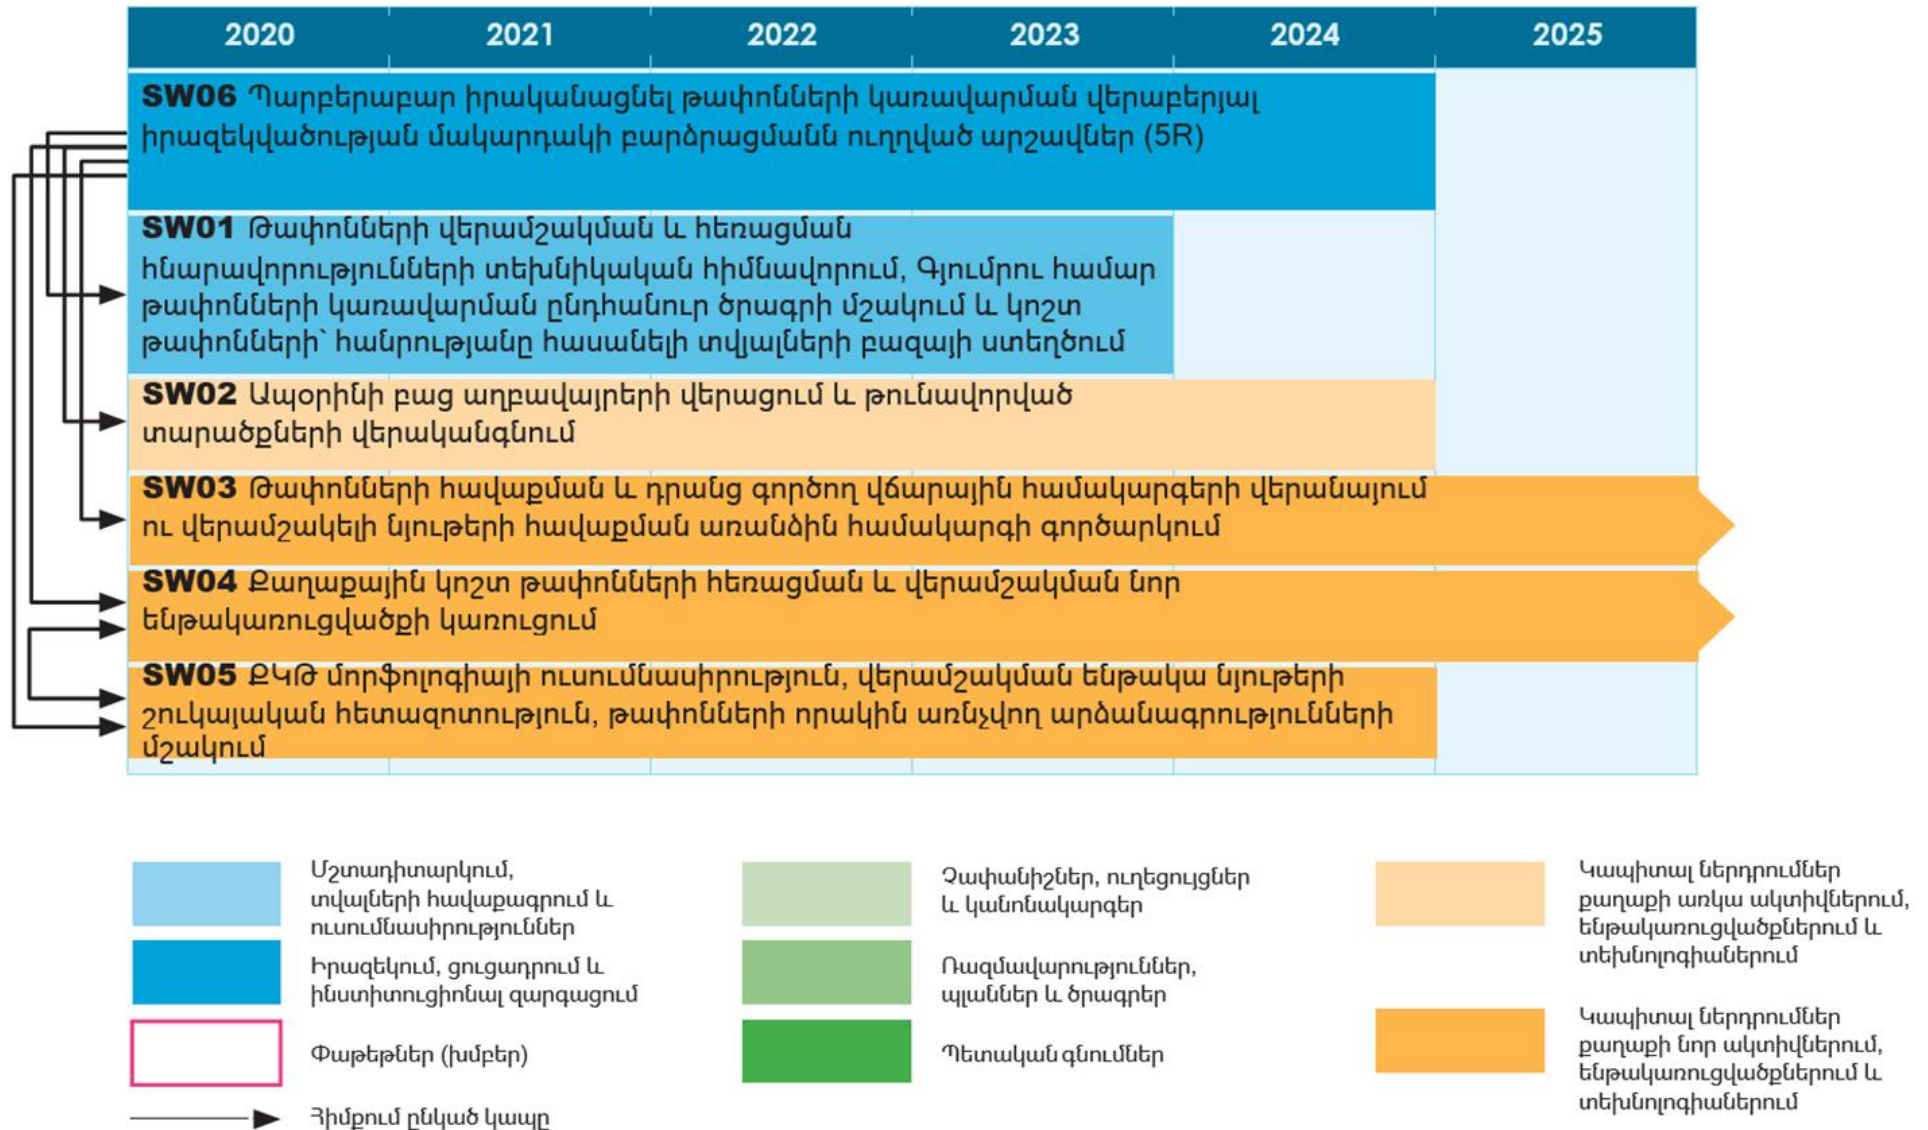 2020 2021 2022 2023 2024 2025
SW06 Պարբերաբար իրականացնել թափոնների կառավարման վերաբերյալ
իրազեկվածության մակարդակի բարձրացմանն ուղղված արշավներ (5R)
SW01 Թափոնների վերամշակման և հեռացման
հնարավորությունների տեխնիկական հիմնավորում, Գյումրու համար
թափոնների կառավարման ընդհանուր ծրագրի մշակում և կոշտ
թափոնների՝ հանրությանը հասանելի տվյալների բազայի ստեղծում
SW02 Ապօրինի բաց աղբավայրերի վերացում և թունավորված
տարածքների վերականգնում
SW03 Թափոնների հավաքման և դրանց գործող վճարային համակարգերի վերանայում
ու վերամշակելի նյութերի հավաքման առանձին համակարգի գործարկում
SW04 Քաղաքային կոշտ թափոնների հեռացման և վերամշակման նոր
ենթակառուցվածքի կառուցում
SW05 ՔԿԹ մորֆոլոգիայի ուսումնասիրություն, վերամշակման ենթակա նյութերի
շուկայական հետազոտություն, թափոնների որակին առնչվող արձանագրությունների
մշակում
Մշտադիտարկում,
տվալների հավաքագրում և
ուսումնասիրություններ
Իրազեկում, ցուցադրում և
ինստիտուցիոնալ զարգացում
Փաթեթներ (խմբեր)
Հիմքում ընկած կապը
Չափանիշներ, ուղեցույցներ
և կանոնակարգեր
Ռազմավարություններ,
պլաններ և ծրագրեր
Պետական գնումներ
Կապիտալ ներդրումներ
քաղաքի առկա ակտիվներում,
ենթակառուցվածքներում և
տեխնոլոգիաներում
Կապիտալ ներդրումներ
քաղաքի նոր ակտիվներում,
ենթակառուցվածքներում և
տեխնոլոգիաներում